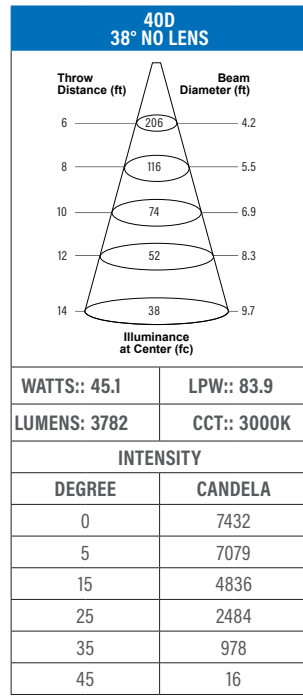 40D
38° NO LENS
Throw Beam
Distance (ft) Diameter (ft)
6 206 4.2
8 116 5.5
10 74 6.9
12 52 8.3
14 38 9.7
Illuminance
at Center (fc)
WATTS:: 45.1 LPW:: 83.9
LUMENS: 3782 CCT:: 3000K
INTENSITY
DEGREE CANDELA
0 7432
5 7079
15 4836
25 2484
35 978
45 16